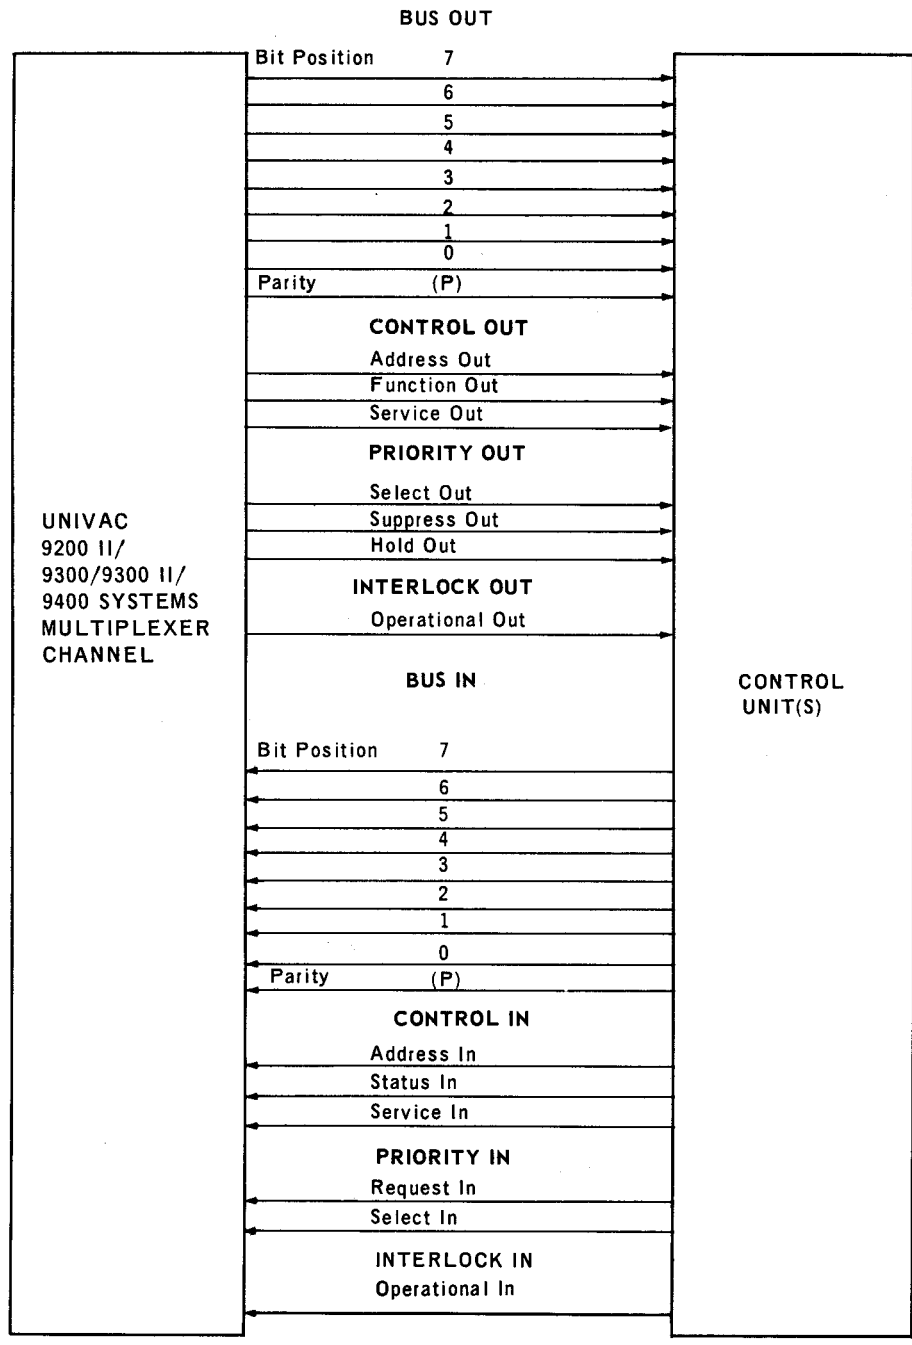 BUS OUT
Bit Position 7
6
5
4
3
2
1
0
Parity (P)
CONTROL OUT
Address Out
Function Out
Service Out
PRIORITY OUT
Select Out
Suppress Out
Hold Out
INTERLOCK OUT
Operational Out
UNIVAC
9200 II/
9300/9300 II/
9400 SYSTEMS
MULTIPLEXER
CHANNEL
BUS IN
CONTROL
UNIT(S)
Bit Position 7
6
5
4
3
2
1
0
Parity (P)
CONTROL IN
Address In
Status In
Service In
PRIORITY IN
Request In
Select In
INTERLOCK IN
Operational In